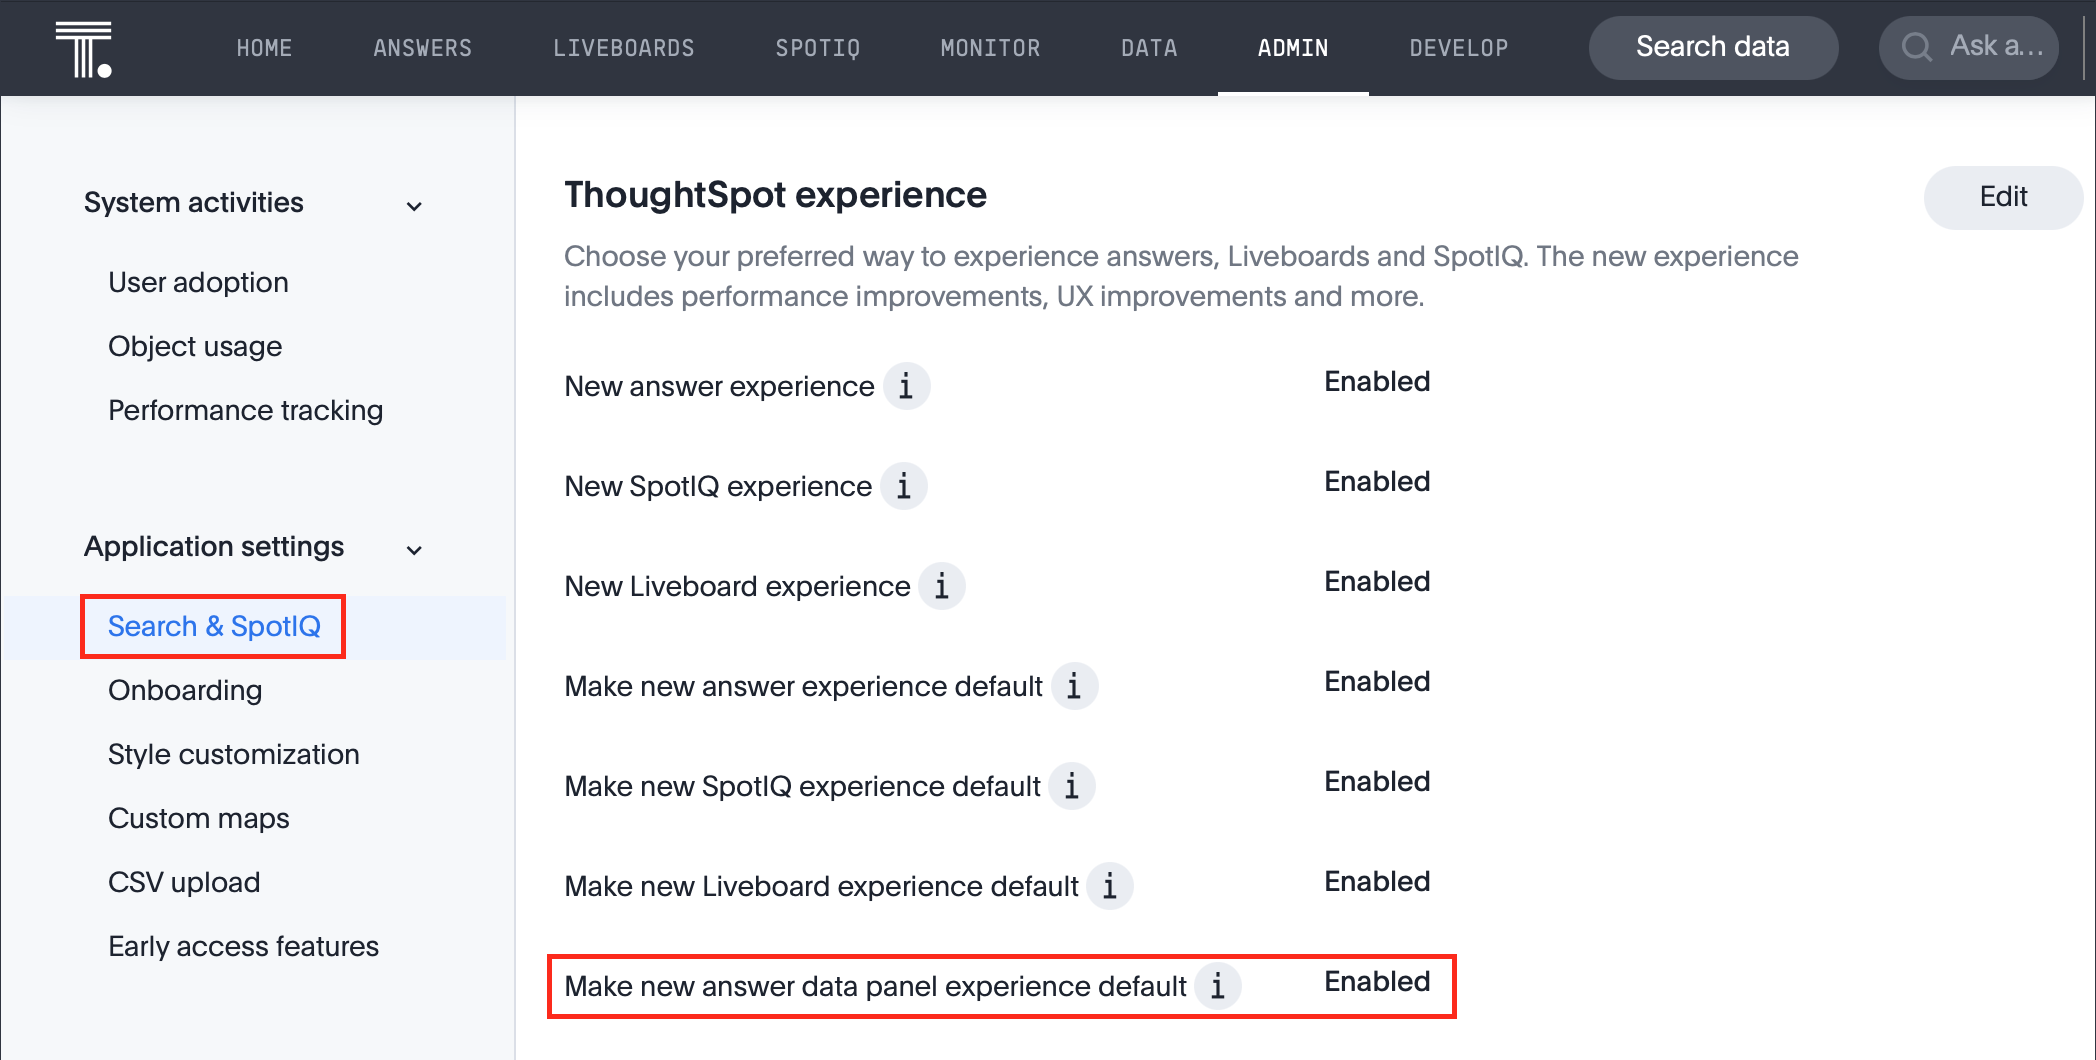 T.
HOME
ANSWERS
LIVEBOARDS
SPOTIQ
MONITOR
DATA
ADMIN
DEVELOP
Search data
Ask a...
System activities
User adoption
Object usage
Performance tracking
Application settings
Search & SpotIQ
Onboarding
Style customization
Custom maps
CSV upload
Early access features
ThoughtSpot experience
Edit
Choose your preferred way to experience answers, Liveboards and SpotIQ. The new experience
includes performance improvements, UX improvements and more.
New answer experience i Enabled
New SpotIQ experience i Enabled
New Liveboard experience i Enabled
Make new answer experience default i Enabled
Make new SpotIQ experience default i Enabled
Make new Liveboard experience default i Enabled
Make new answer data panel experience default i Enabled